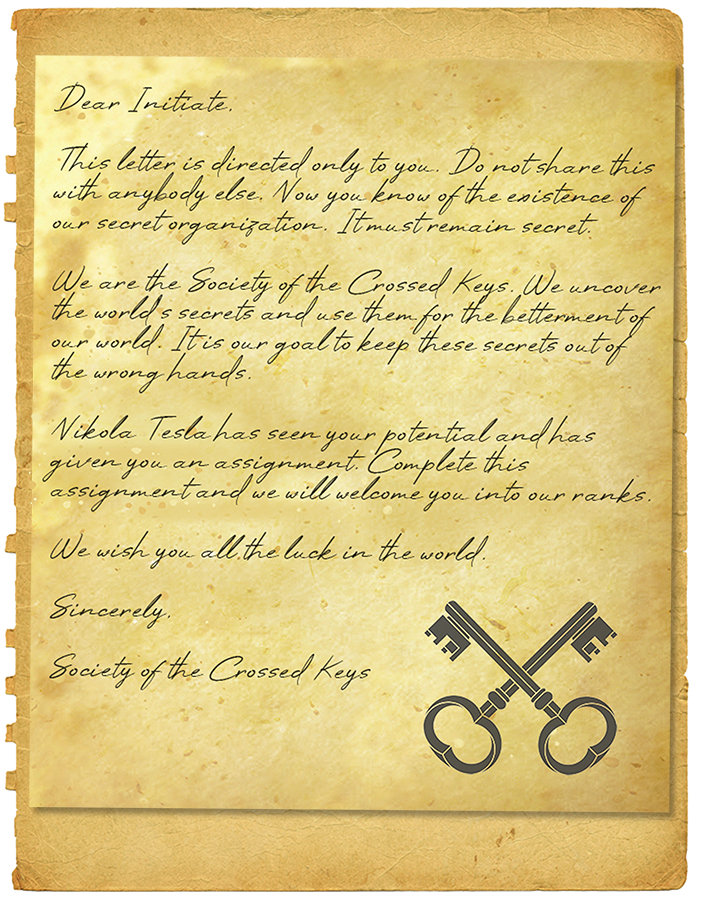 Dear Initiate,
This letter is directed only to you. Do not share this
with anybody else. Now you know of the existence of
our secret organization. It must remain secret.
We are the Society of the Crossed Keys. We uncover
the world's secrets and use them for the betterment of
our world. It is our goal to keep these secrets out of
the wrong hands.
Nikola Tesla has seen your potential and has
given you an assignment. Complete this
assignment and we will welcome you into our ranks.
We wish you all the luck in the world.
Sincerely,
Society of the Crossed Keys